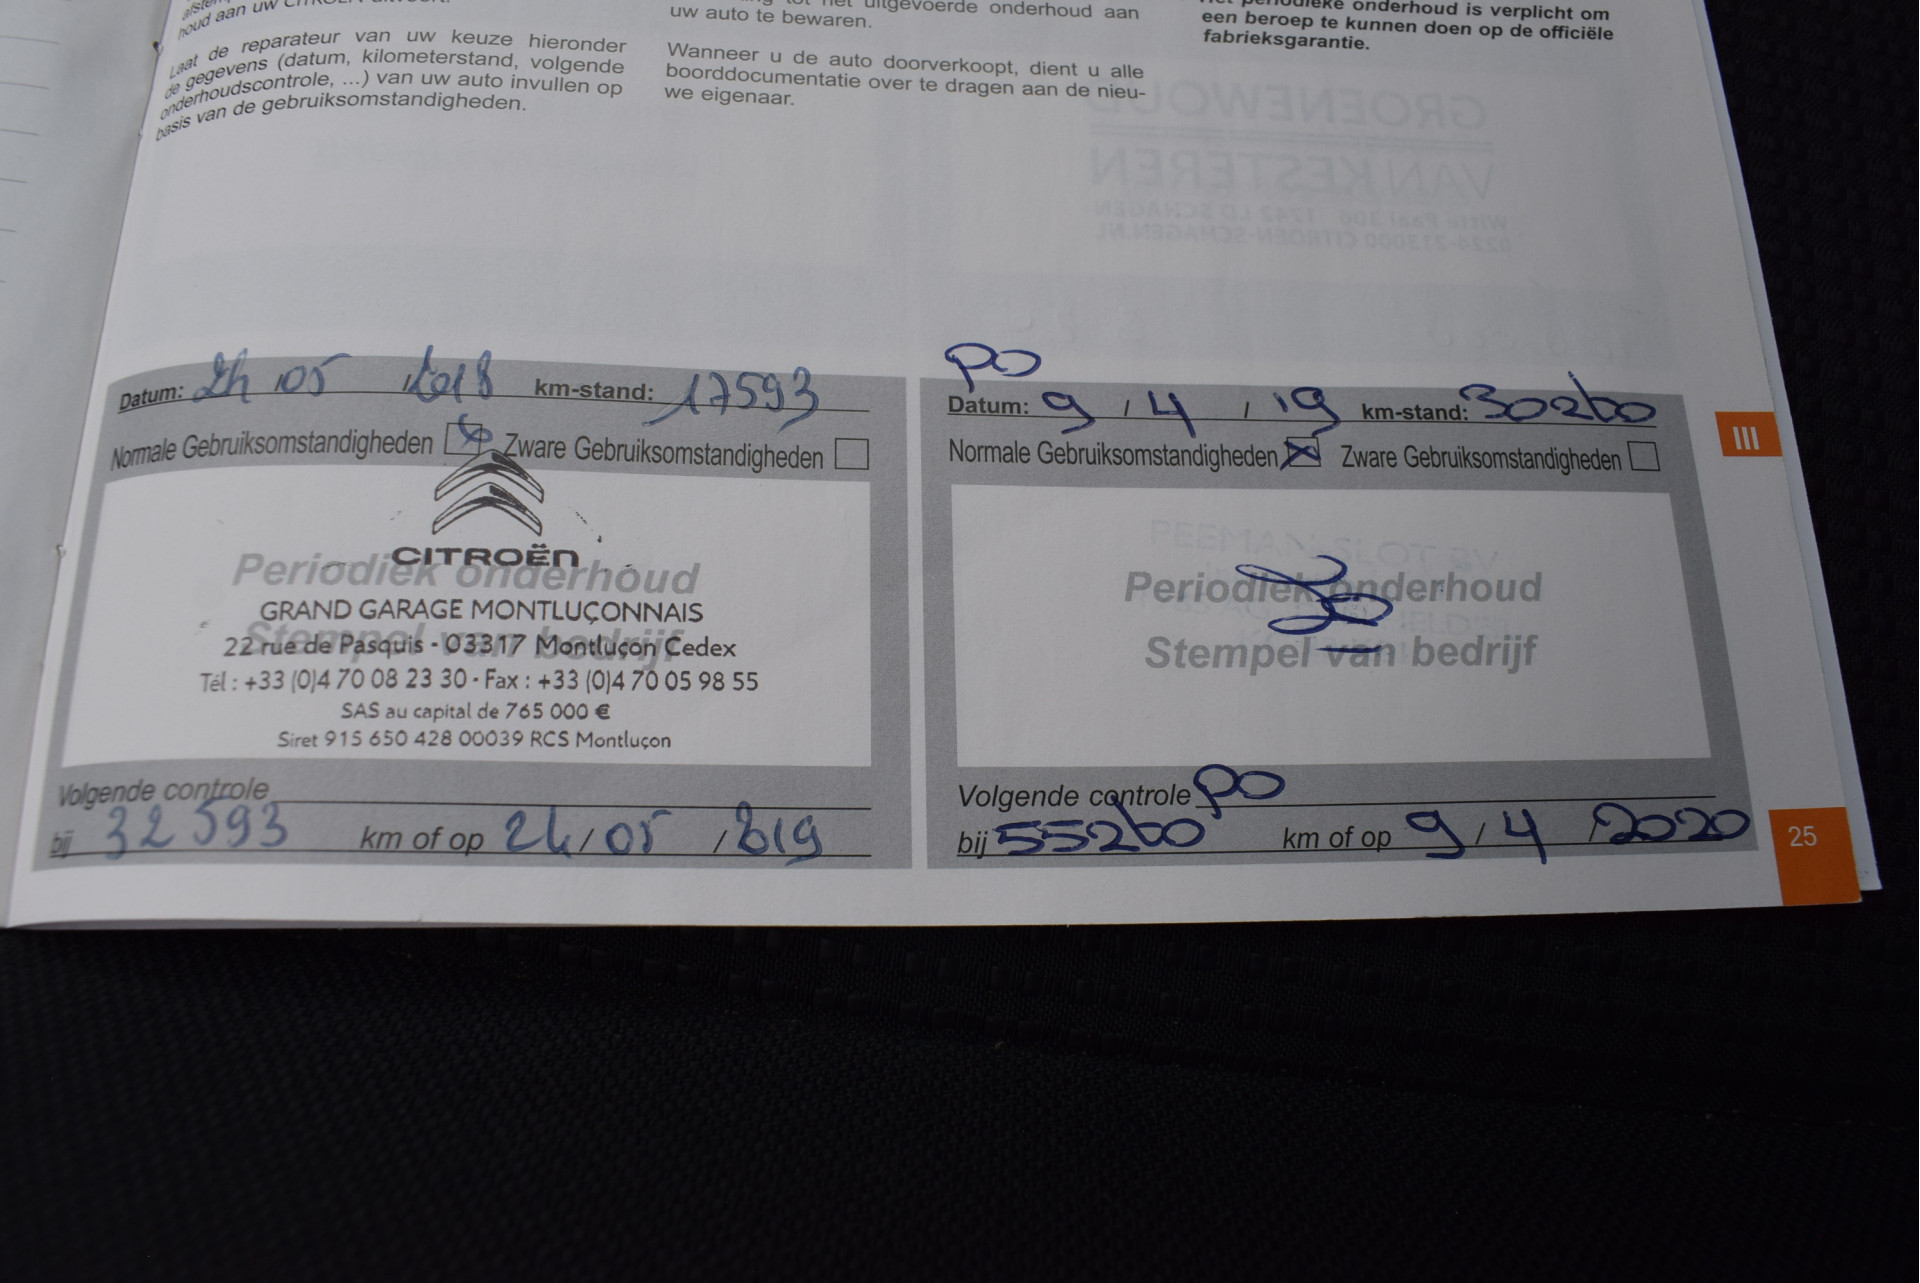 houd aan uw
Laat de reparateur van uw keuze hieronder
de gegevens (datum, kilometerstand, volgende
onderhoudscontrole, ...) van uw auto invullen op
basis van de gebruiksomstandigheden.
tot het uitgevoerde onderhoud aan
uw auto te bewaren.
Wanneer u de auto doorverkoopt, dient u alle
boorddocumentatie over te dragen aan de nieu-
we eigenaar.
Het periodieke onderhoud is verplicht om
een beroep te kunnen doen op de officiële
fabrieksgarantie.
Datum: 24 / 05 / 2018 km-stand: 17593
Normale Gebruiksomstandigheden Zware Gebruiksomstandigheden
CITROËN
Periodiek onderhoud
GRAND GARAGE MONTLUÇONNAIS
Stempel van bedrijf
22 rue de Pasquis - 03317 Montluçon Cedex
Tél : +33 (0)4 70 08 23 30 - Fax : +33 (0)4 70 05 98 55
SAS au capital de 765 000 €
Siret 915 650 428 00039 RCS Montluçon
Volgende controle
bij 32593 km of op 24 / 05 / 2019
PO
Datum: 9 / 4 / 19 km-stand: 30260
Normale Gebruiksomstandigheden Zware Gebruiksomstandigheden
Periodiek onderhoud
Stempel van bedrijf
Volgende controle PO
bij 55260 km of op 9 / 4 / 2020
III
25